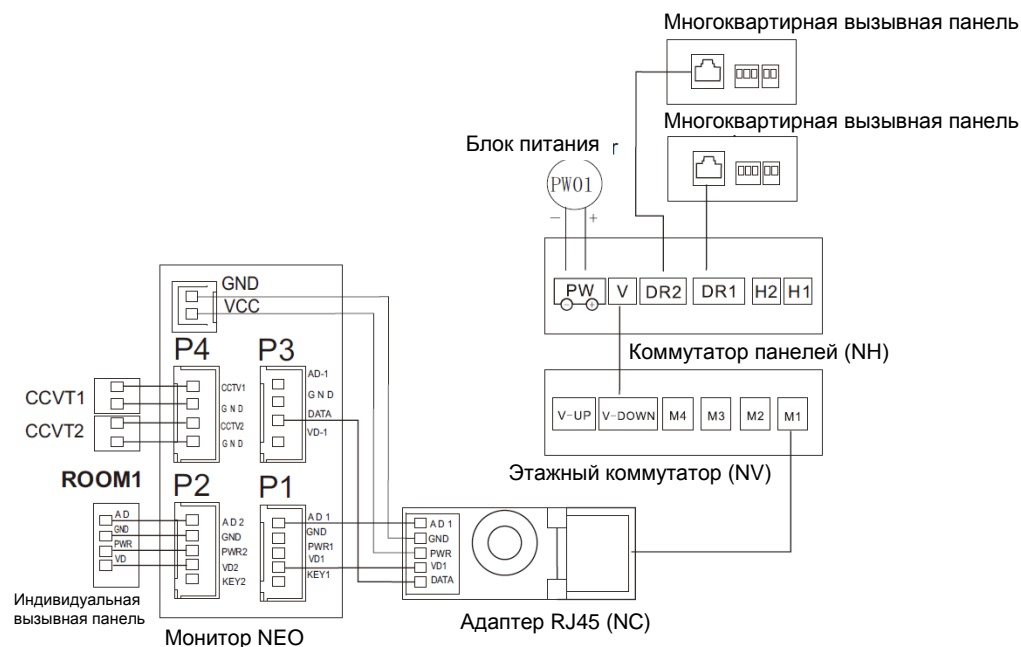 Многоквартирная вызывная панель
Многоквартирная вызывная панель
Блок питания r
PW01
− +
PW V DR2 DR1 H2 H1
− +
Коммутатор панелей (NH)
V-UP V-DOWN M4 M3 M2 M1
Этажный коммутатор (NV)
GND
VCC
P4
CCTV1
GND
CCTV2
GND
P3
AD-1
GND
DATA
VD-1
CCVT1
CCVT2
ROOM1
AD
GND
PWR
VD
Индивидуальная
вызывная панель
P2
AD2
GND
PWR2
VD2
KEY2
P1
AD1
GND
PWR1
VD1
KEY1
Монитор NEO
AD1
GND
PWR
VD1
DATA
Адаптер RJ45 (NC)